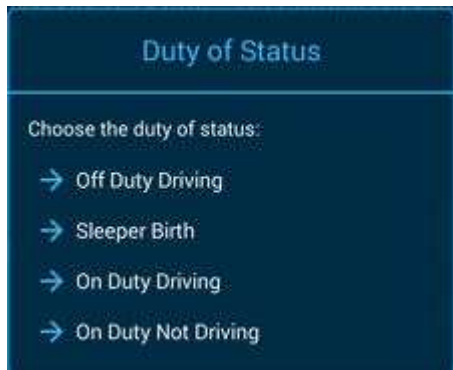 Duty of Status
Choose the duty of status:
Off Duty Driving
Sleeper Birth
On Duty Driving
On Duty Not Driving